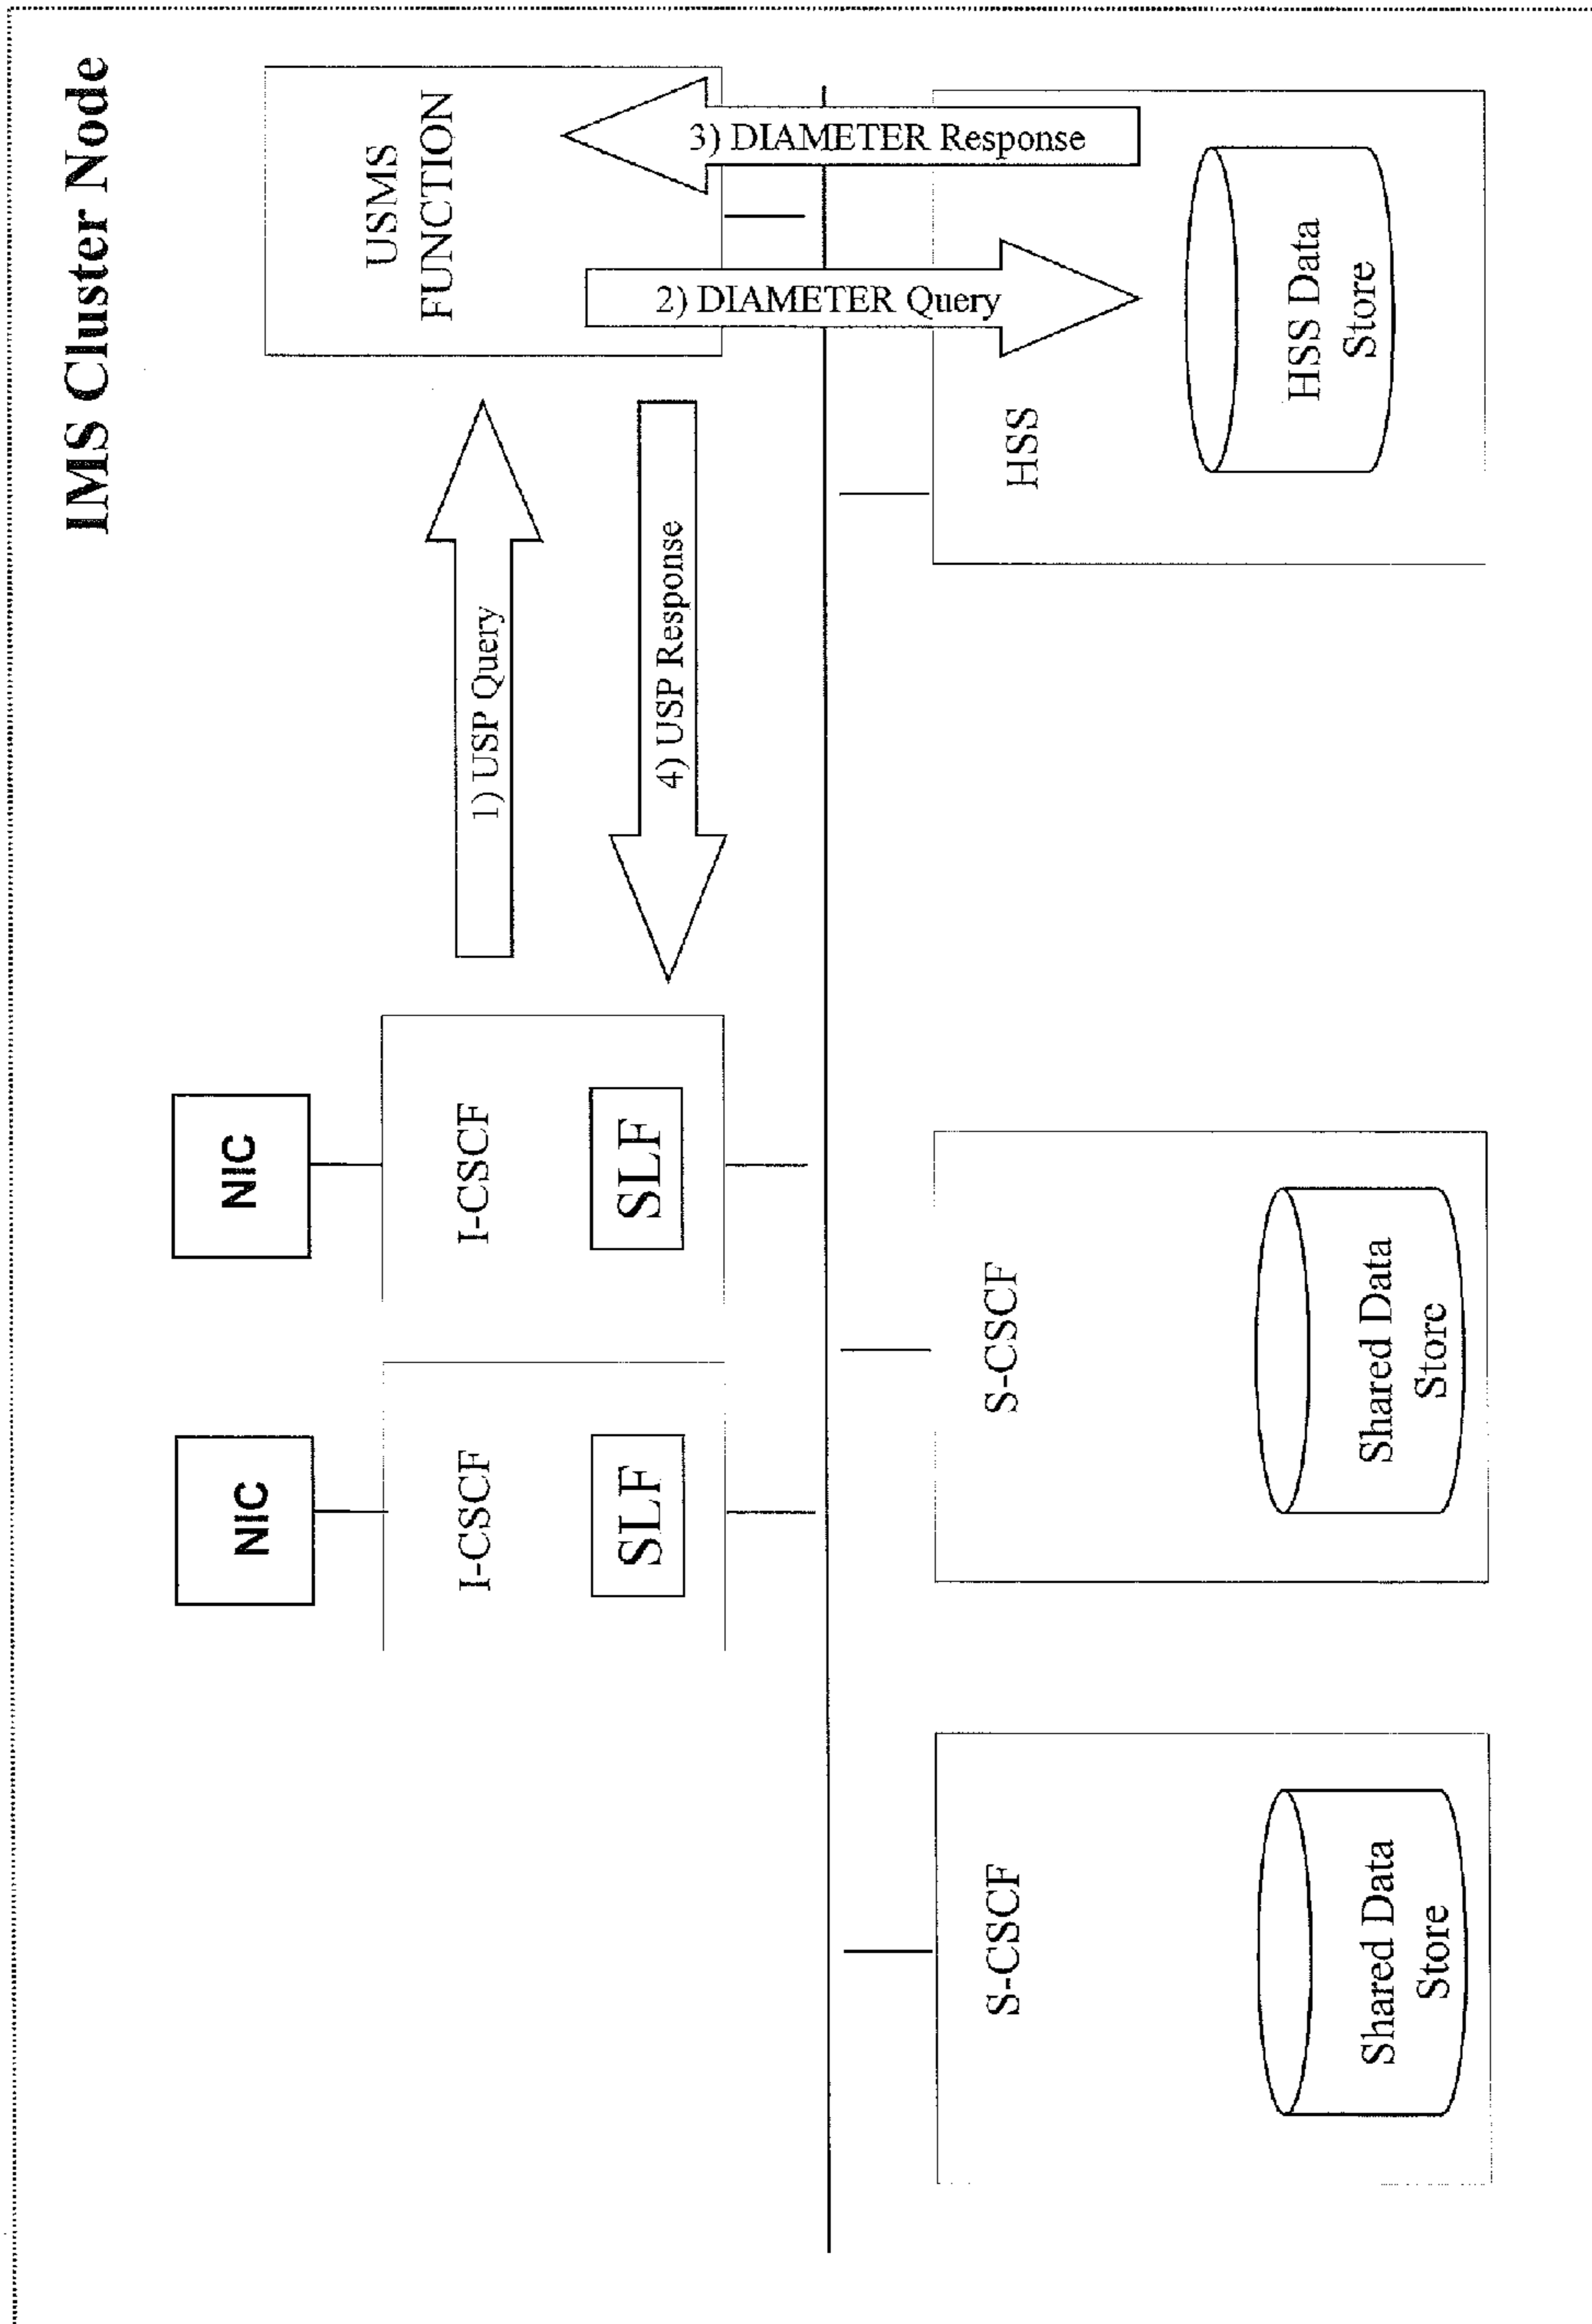 IMS Cluster Node
NIC
NIC
I-CSCF
SLF
I-CSCF
SLF
1) USP Query
4) USP Response
USMS
FUNCTION
2) DIAMETER Query
3) DIAMETER Response
S-CSCF
Shared Data
Store
S-CSCF
Shared Data
Store
HSS
HSS Data
Store